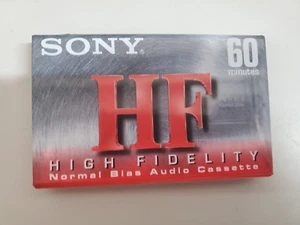 SONY
60
minutes
HF
HIGH FIDELITY
Normal Bias Audio Cassette